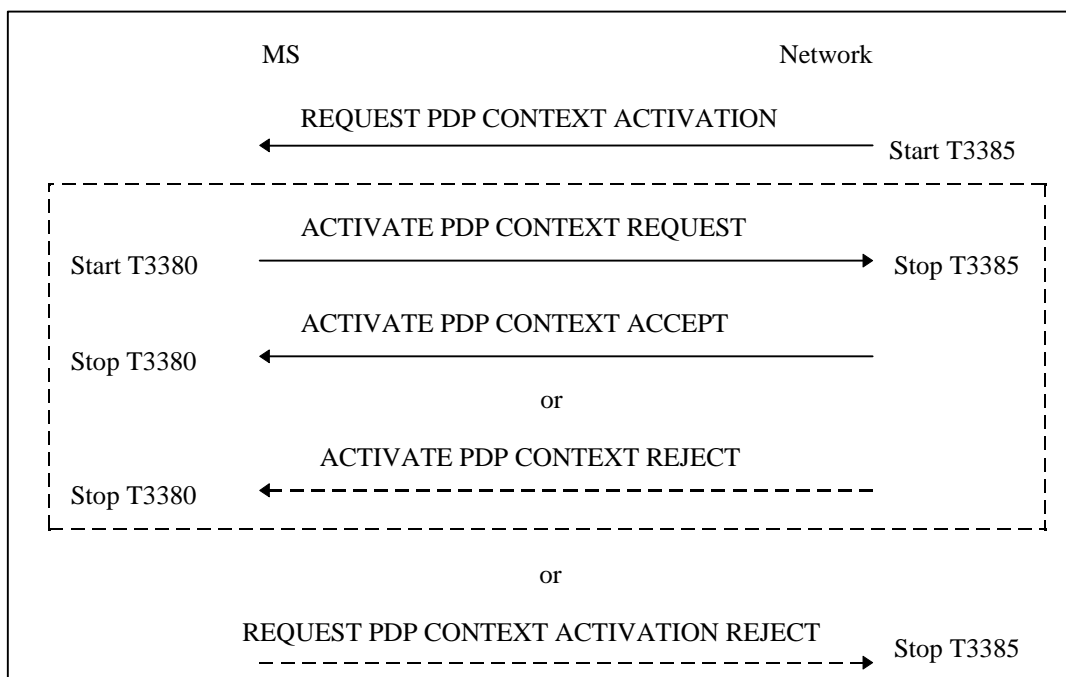 MS Network
REQUEST PDP CONTEXT ACTIVATION
Start T3385
ACTIVATE PDP CONTEXT REQUEST
Start T3380 Stop T3385
ACTIVATE PDP CONTEXT ACCEPT
Stop T3380
or
ACTIVATE PDP CONTEXT REJECT
Stop T3380
or
REQUEST PDP CONTEXT ACTIVATION REJECT
Stop T3385